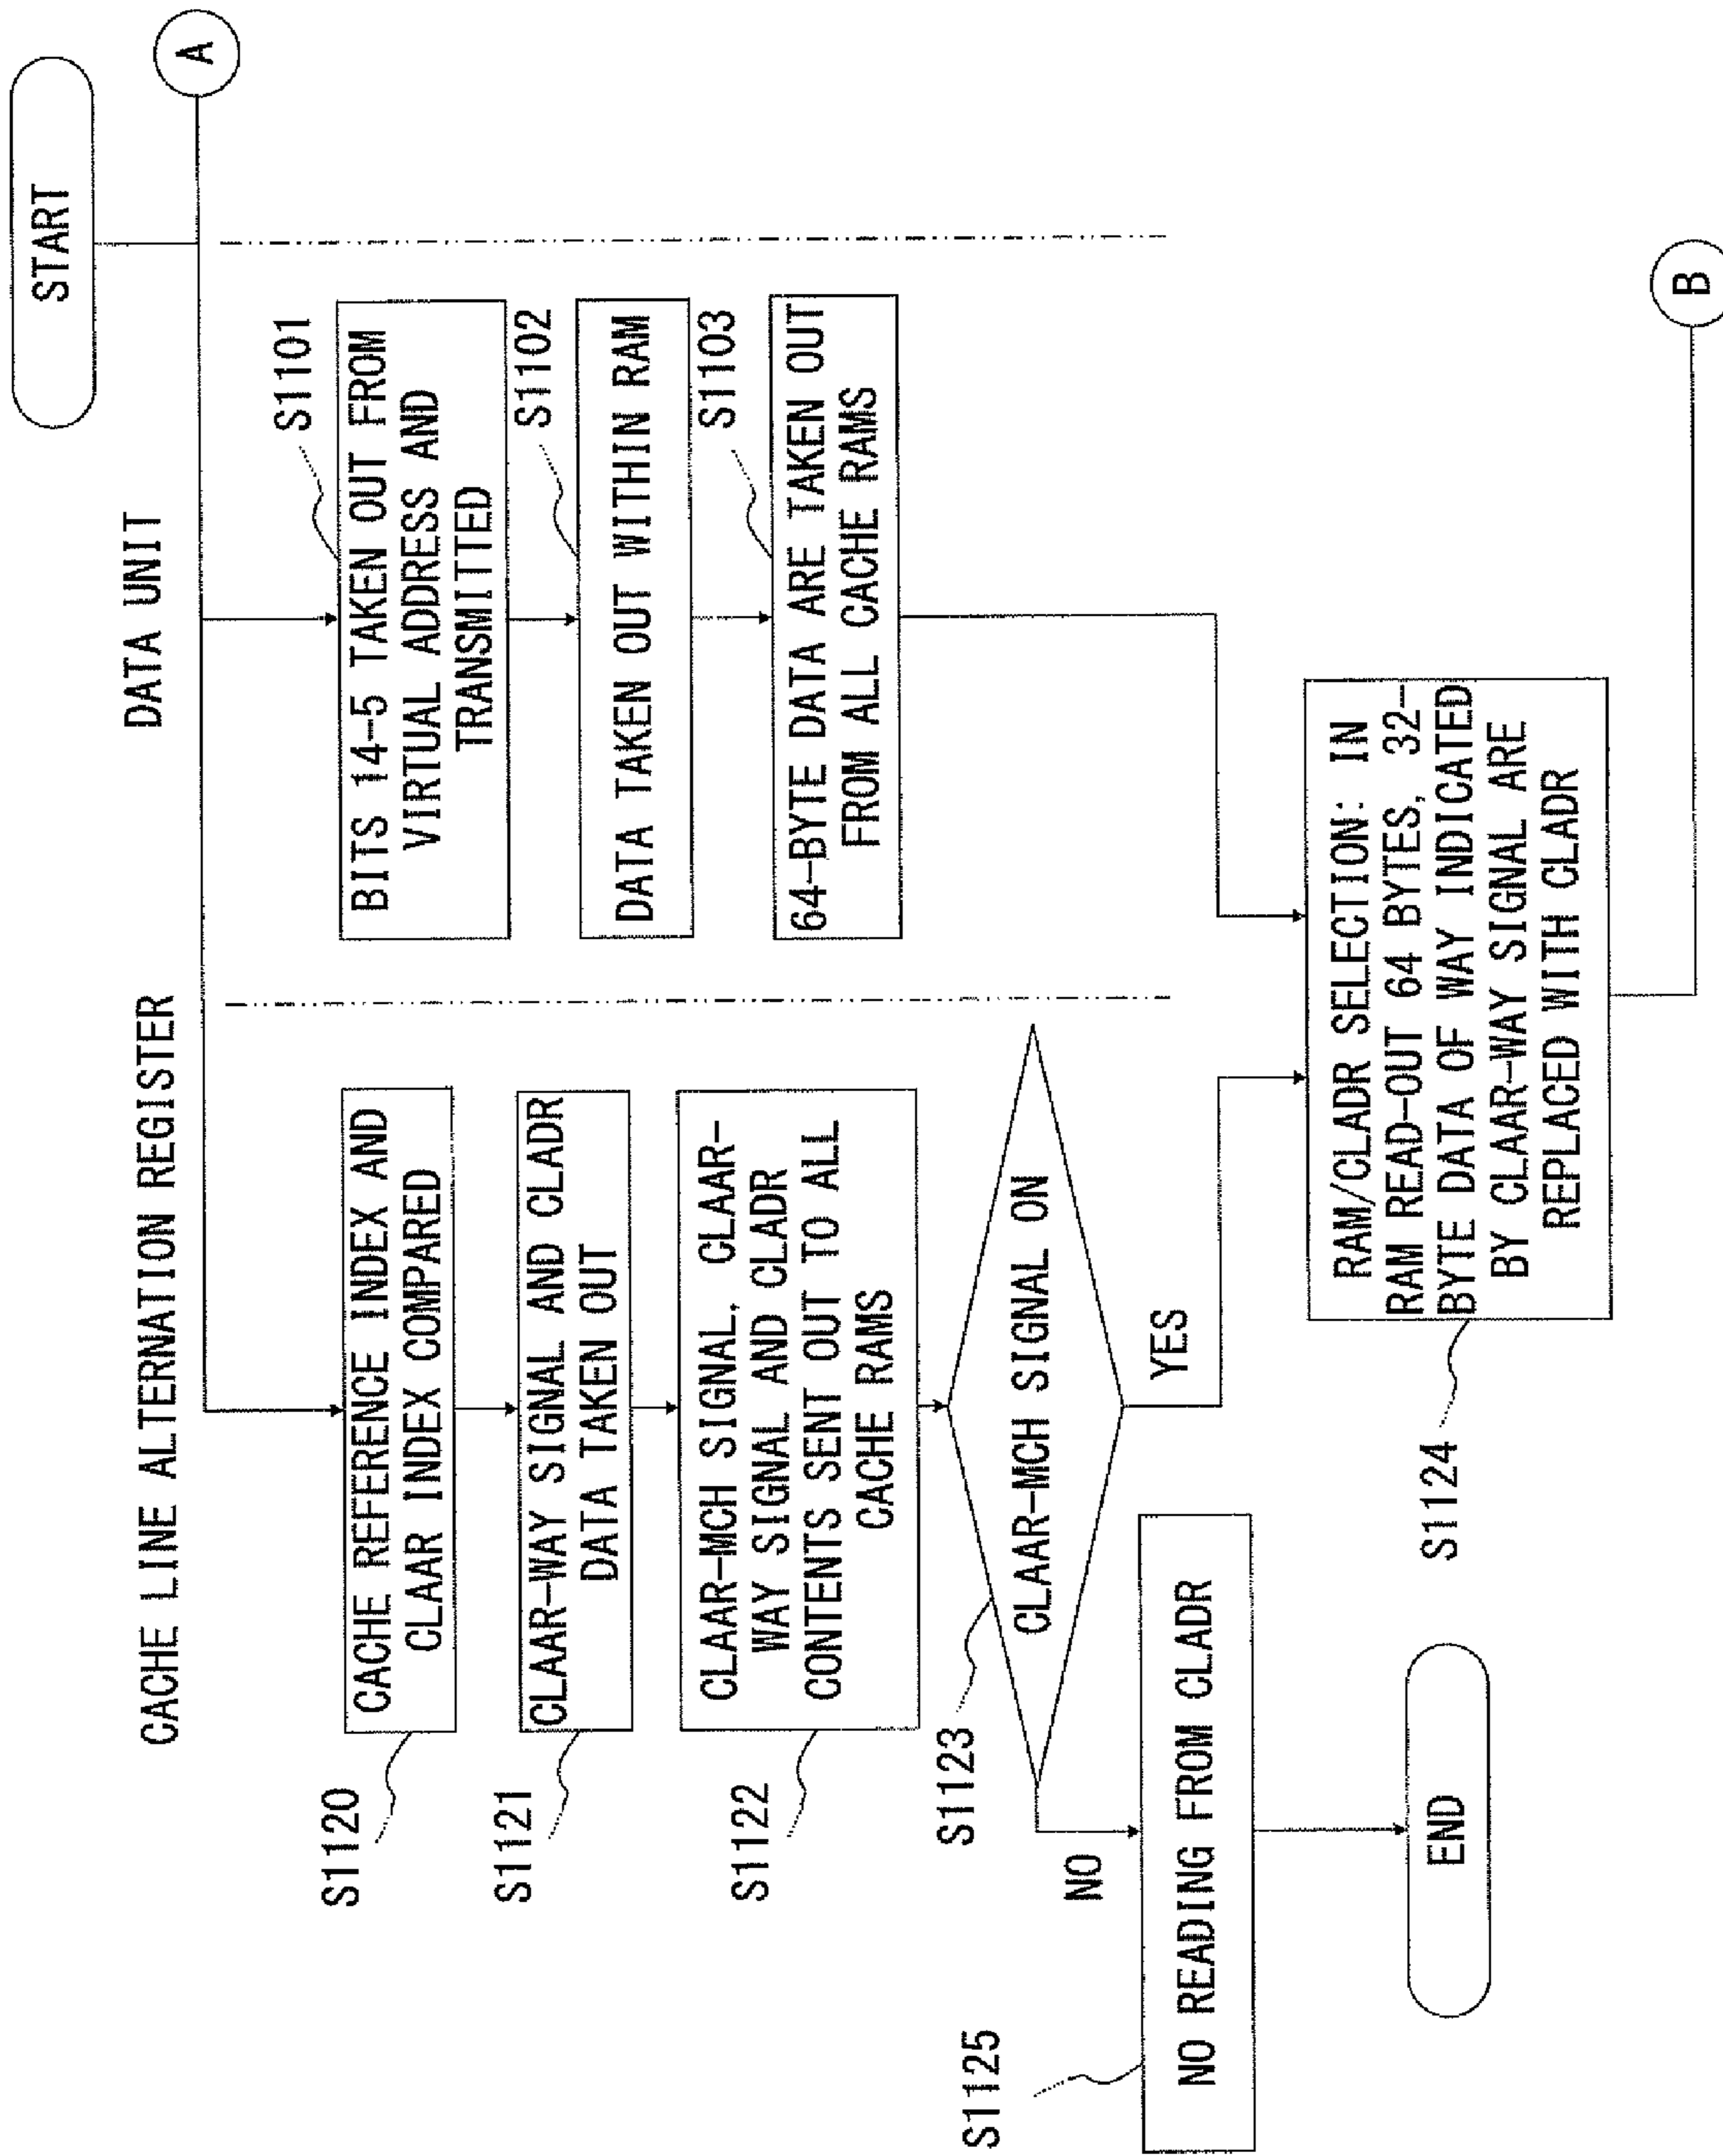 START
A
CACHE LINE ALTERNATION REGISTER
DATA UNIT
S1120
CACHE REFERENCE INDEX AND
CLAAR INDEX COMPARED
S1121
CLAAR-WAY SIGNAL AND CLADR
DATA TAKEN OUT
S1122
CLAAR-MCH SIGNAL, CLAAR-
WAY SIGNAL AND CLADR
CONTENTS SENT OUT TO ALL
CACHE RAMS
S1123
CLAAR-MCH SIGNAL ON
NO
YES
S1125
NO READING FROM CLADR
END
S1101
BITS 14-5 TAKEN OUT FROM
VIRTUAL ADDRESS AND
TRANSMITTED
S1102
DATA TAKEN OUT WITHIN RAM
S1103
64-BYTE DATA ARE TAKEN OUT
FROM ALL CACHE RAMS
S1124
RAM/CLADR SELECTION: IN
RAM READ-OUT 64 BYTES, 32-
BYTE DATA OF WAY INDICATED
BY CLAAR-WAY SIGNAL ARE
REPLACED WITH CLADR
B